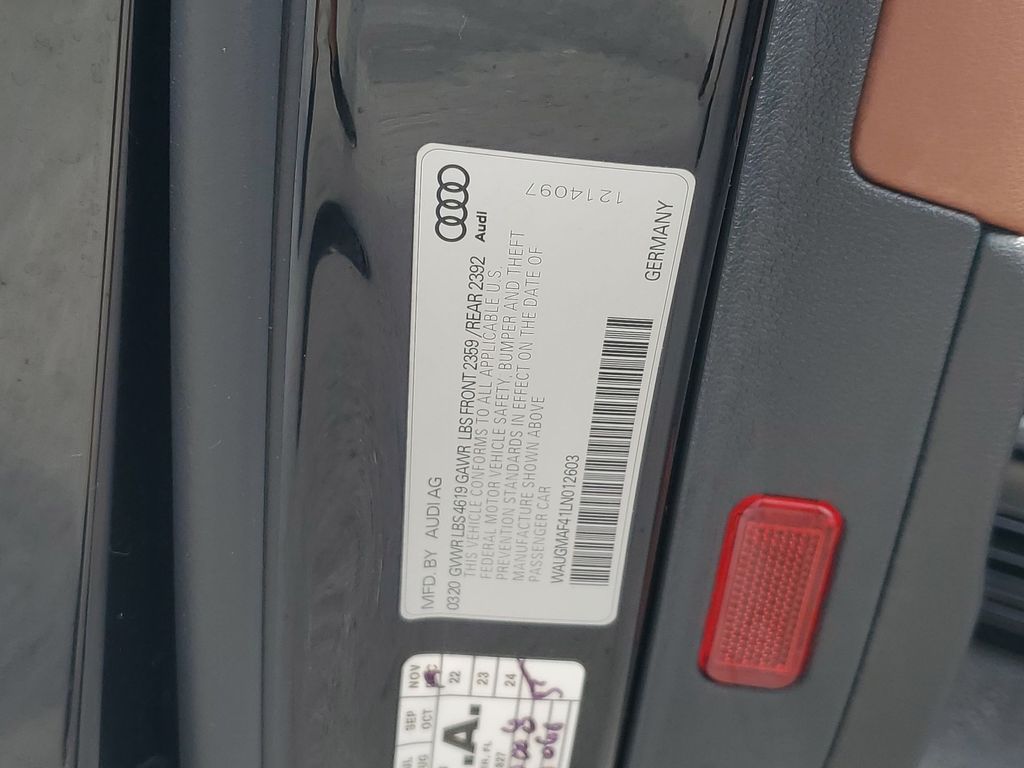 Audi
1214097
MFD. BY AUDI AG
0320 GWVR LBS 4619 GAWR LBS FRONT 2359 /REAR 2392
THIS VEHICLE CONFORMS TO ALL APPLICABLE U.S.
FEDERAL MOTOR VEHICLE SAFETY, BUMPER AND THEFT
PREVENTION STANDARDS IN EFFECT ON THE DATE OF
MANUFACTURE SHOWN ABOVE
PASSENGER CAR
WAUGMAF41LN012603
GERMANY
SEP NOV
OCT
22
23
24
.A.
, FL